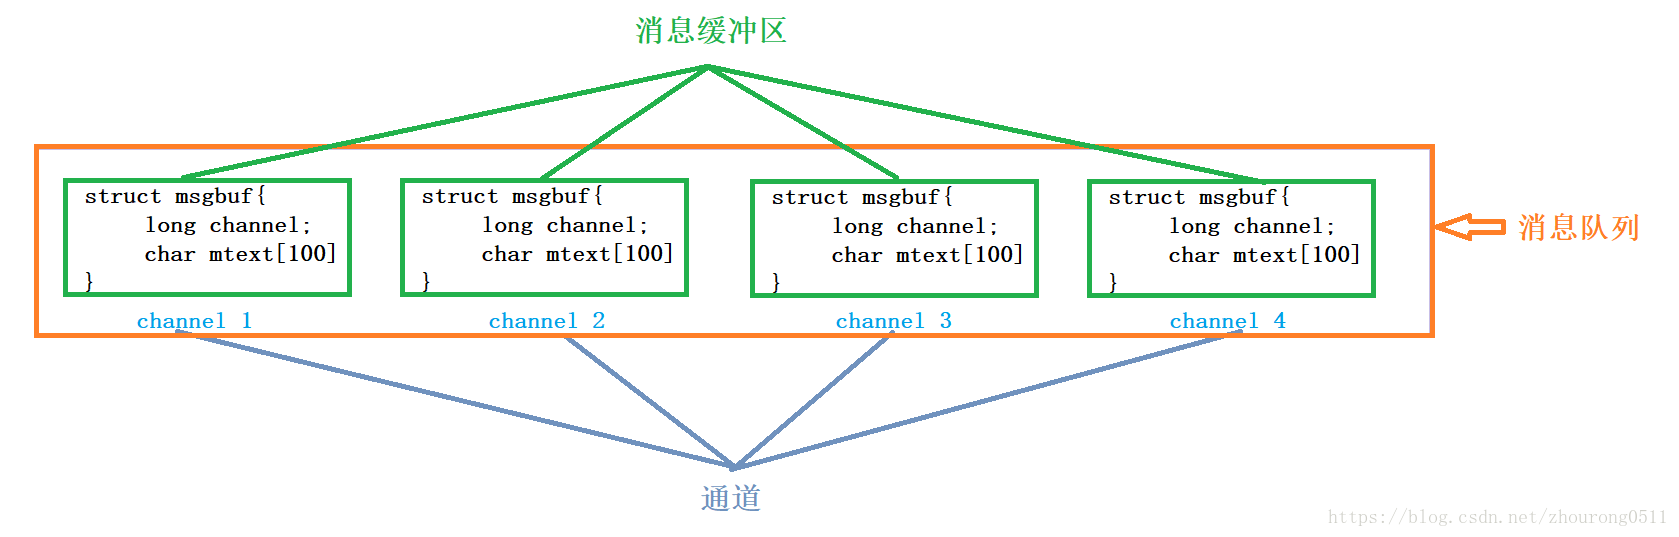 消息缓冲区
struct msgbuf{
long channel;
char mtext[100]
}
channel 1
struct msgbuf{
long channel;
char mtext[100]
}
channel 2
struct msgbuf{
long channel;
char mtext[100]
}
channel 3
struct msgbuf{
long channel;
char mtext[100]
}
channel 4
消息队列
通道
https://blog.csdn.net/zhourong0511